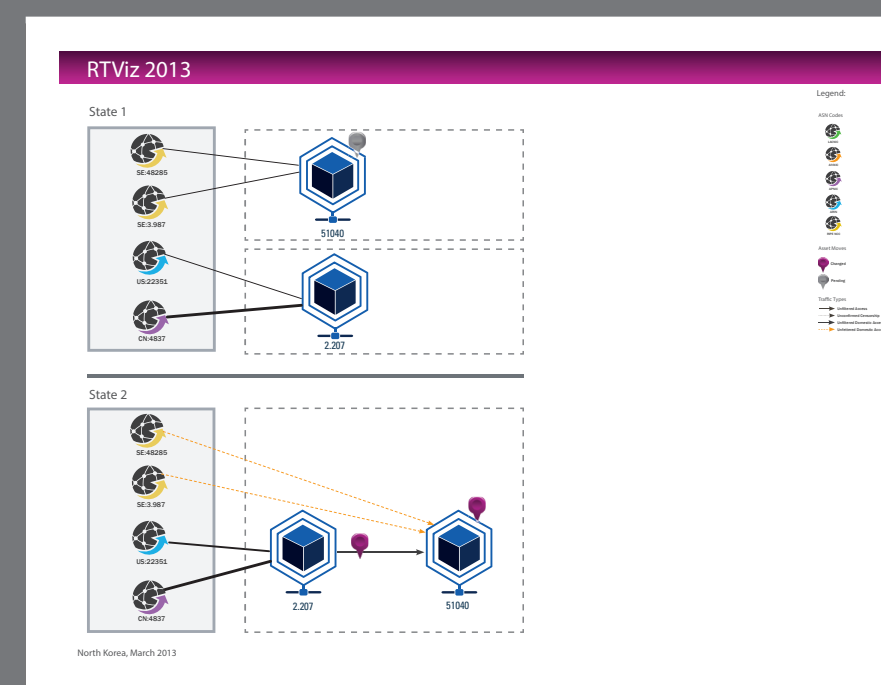 RTViz 2013
Legend:
State 1
ASN Codes
SE:48285
SE:3.987
US:22351
CN:4837
51040
2.207
Asset Moves
Changed
Pending
Traffic Types
Unfiltered Access
State 2
SE:48285
SE:3.987
US:22351
CN:4837
2.207
51040
North Korea, March 2013